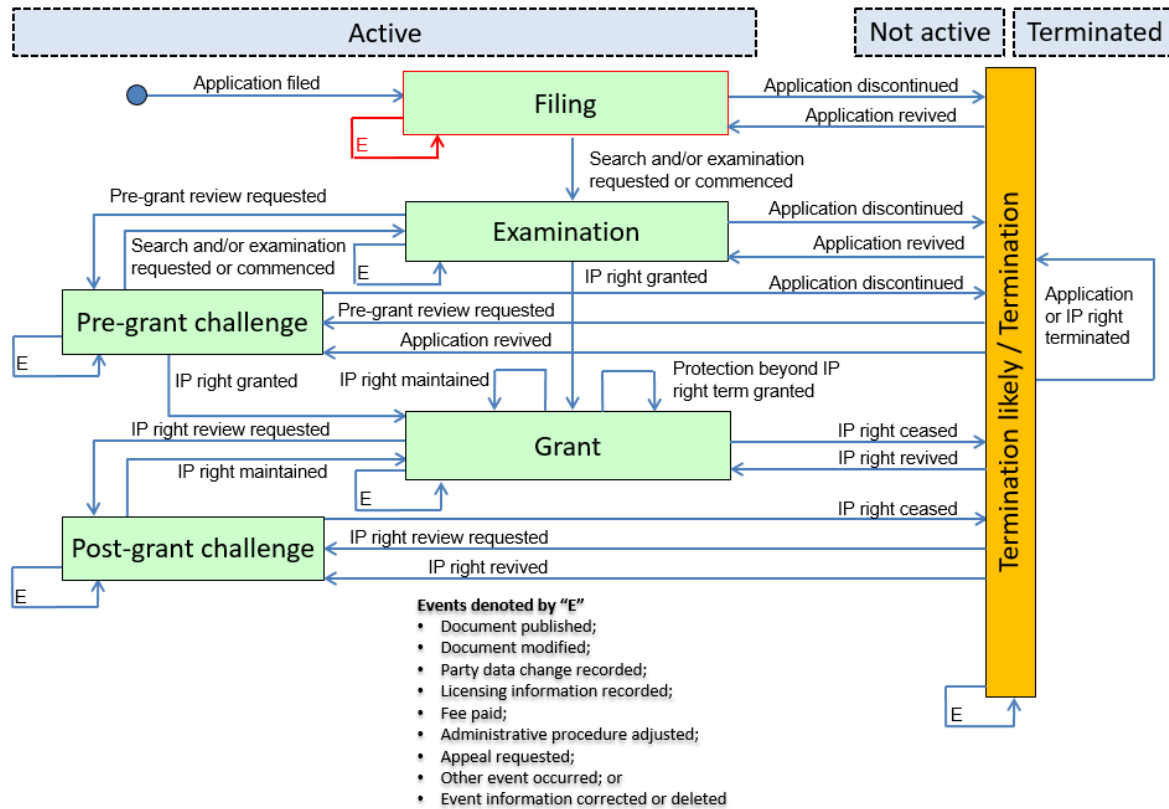 Active
Not active
Terminated
Application filed
Filing
E
Application discontinued
Application revived
Search and/or examination
requested or commenced
Pre-grant review requested
Examination
Application discontinued
Application revived
Search and/or examination
requested or commenced
E
IP right granted
Application discontinued
Pre-grant challenge
Pre-grant review requested
Application revived
E
IP right granted
IP right maintained
Protection beyond IP
right term granted
Application
or IP right
terminated
Termination likely / Termination
IP right review requested
Grant
IP right ceased
IP right revived
IP right maintained
E
IP right ceased
Post-grant challenge
IP right review requested
IP right revived
E
Events denoted by “E”
• Document published;
• Document modified;
• Party data change recorded;
• Licensing information recorded;
• Fee paid;
• Administrative procedure adjusted;
• Appeal requested;
• Other event occurred; or
• Event information corrected or deleted
E